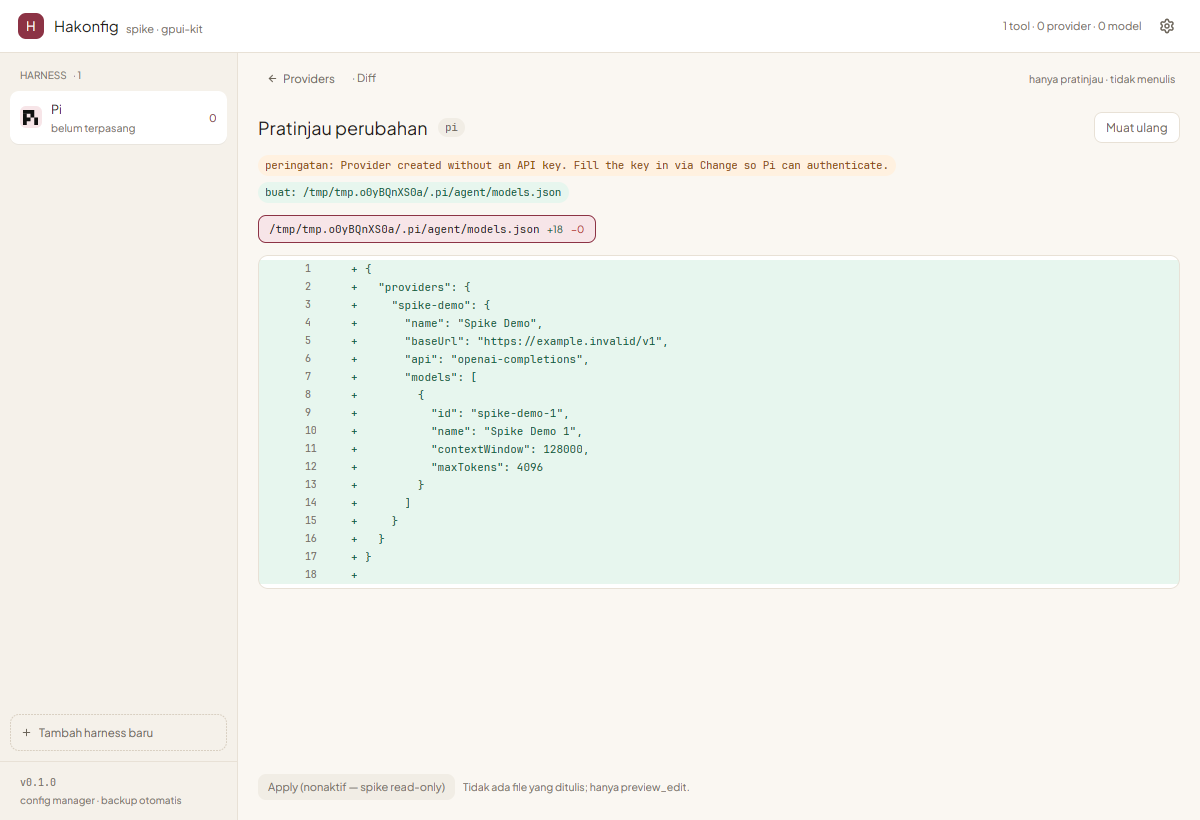 H Hakonfig spike · gpui-kit
1 tool · 0 provider · 0 model
HARNESS · 1
Pi
belum terpasang
0
+ Tambah harness baru
v0.1.0
config manager · backup otomatis
← Providers · Diff
hanya pratinjau · tidak menulis
Pratinjau perubahan pi
Muat ulang
peringatan: Provider created without an API key. Fill the key in via Change so Pi can authenticate.
buat: /tmp/tmp.o0yBQnXS0a/.pi/agent/models.json
/tmp/tmp.o0yBQnXS0a/.pi/agent/models.json +18 −0
1 + {
2 + "providers": {
3 + "spike-demo": {
4 + "name": "Spike Demo",
5 + "baseUrl": "https://example.invalid/v1",
6 + "api": "openai-completions",
7 + "models": [
8 + {
9 + "id": "spike-demo-1",
10 + "name": "Spike Demo 1",
11 + "contextWindow": 128000,
12 + "maxTokens": 4096
13 + }
14 + ]
15 + }
16 + }
17 + }
18 +
Apply (nonaktif — spike read-only) Tidak ada file yang ditulis; hanya preview_edit.